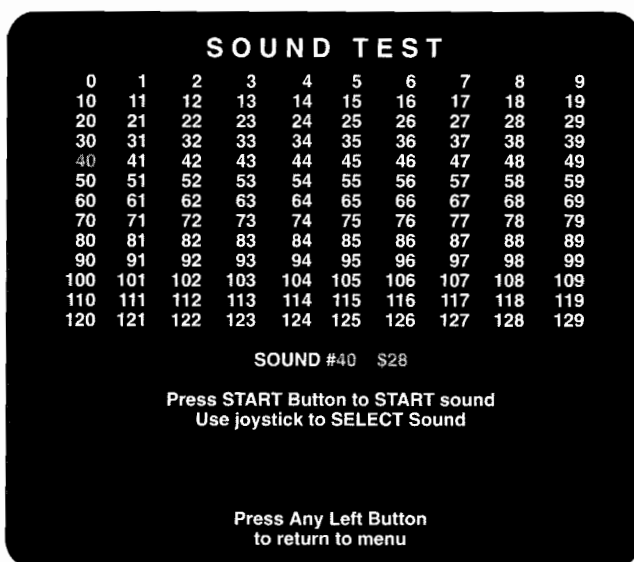 SOUND TEST
0 1 2 3 4 5 6 7 8 9
10 11 12 13 14 15 16 17 18 19
20 21 22 23 24 25 26 27 28 29
30 31 32 33 34 35 36 37 38 39
40 41 42 43 44 45 46 47 48 49
50 51 52 53 54 55 56 57 58 59
60 61 62 63 64 65 66 67 68 69
70 71 72 73 74 75 76 77 78 79
80 81 82 83 84 85 86 87 88 89
90 91 92 93 94 95 96 97 98 99
100 101 102 103 104 105 106 107 108 109
110 111 112 113 114 115 116 117 118 119
120 121 122 123 124 125 126 127 128 129
SOUND #40 $28
Press START Button to START sound
Use joystick to SELECT Sound
Press Any Left Button
to return to menu